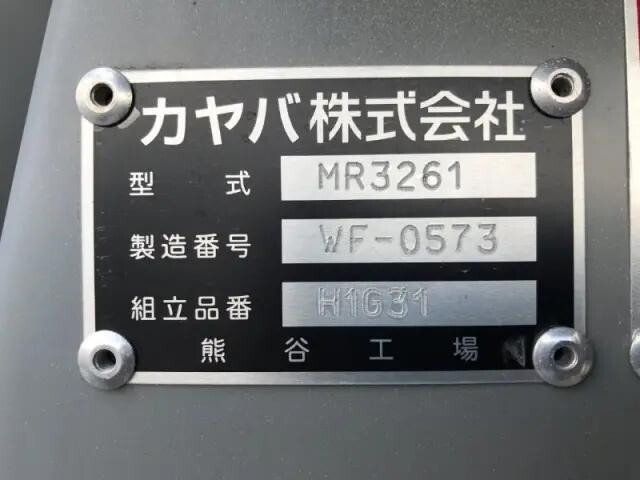 カヤバ株式会社
型式 MR3261
製造番号 WF-0573
組立品番 H1G31
熊谷工場